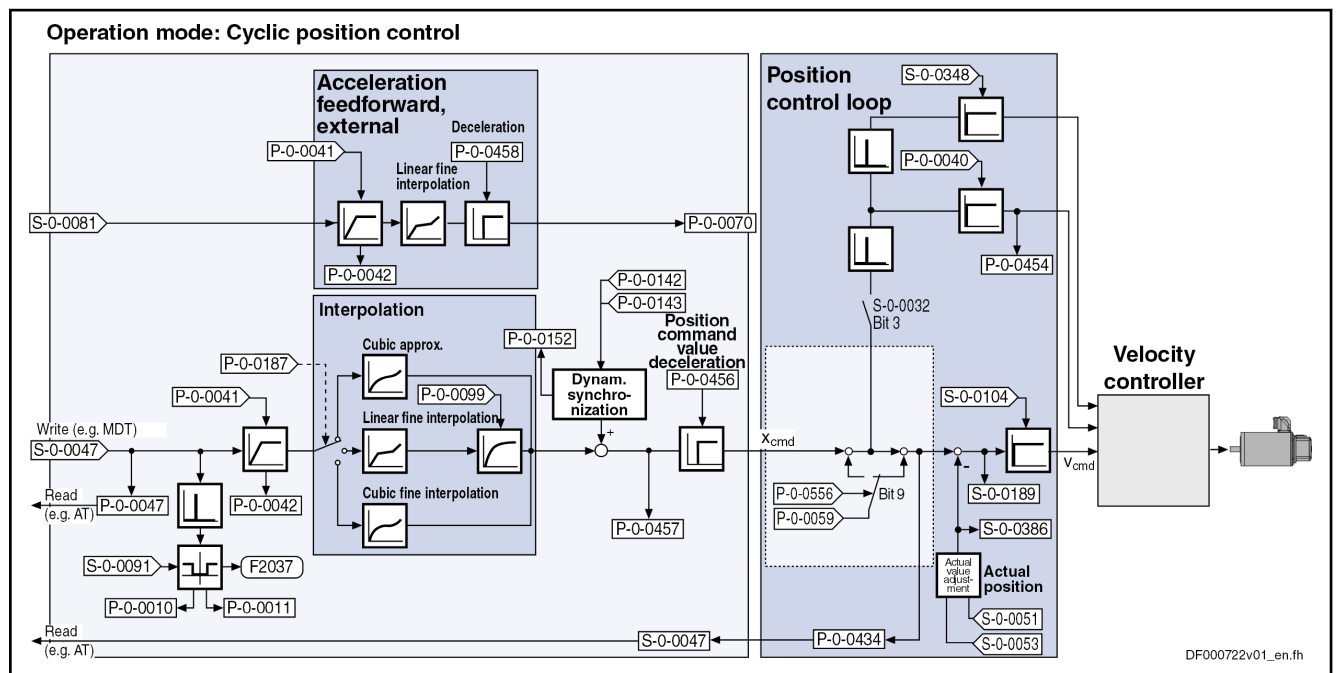 Operation mode: Cyclic position control
Acceleration
feedforward,
external
Deceleration
P-0-0041
P-0-0458
Linear fine
interpolation
S-0-0081
P-0-0070
P-0-0042
Interpolation
P-0-0142
P-0-0143
P-0-0152
Position
command
value
deceleration
P-0-0456
Cubic approx.
P-0-0187
P-0-0099
Dynam.
synchro-
nization
+
P-0-0041
Linear fine interpolation
Write (e.g. MDT)
S-0-0047
Read
(e.g. AT)
P-0-0047
P-0-0042
Cubic fine interpolation
P-0-0457
S-0-0091
F2037
P-0-0010
P-0-0011
Read
(e.g. AT)
S-0-0047
P-0-0434
Position
control loop
S-0-0348
P-0-0040
P-0-0454
S-0-0032
Bit 3
xcmd
P-0-0556
P-0-0059
Bit 9
-
S-0-0104
vcmd
S-0-0189
S-0-0386
Actual
value
adjust-
ment
Actual
position
S-0-0051
S-0-0053
Velocity
controller
DF000722v01_en.fh